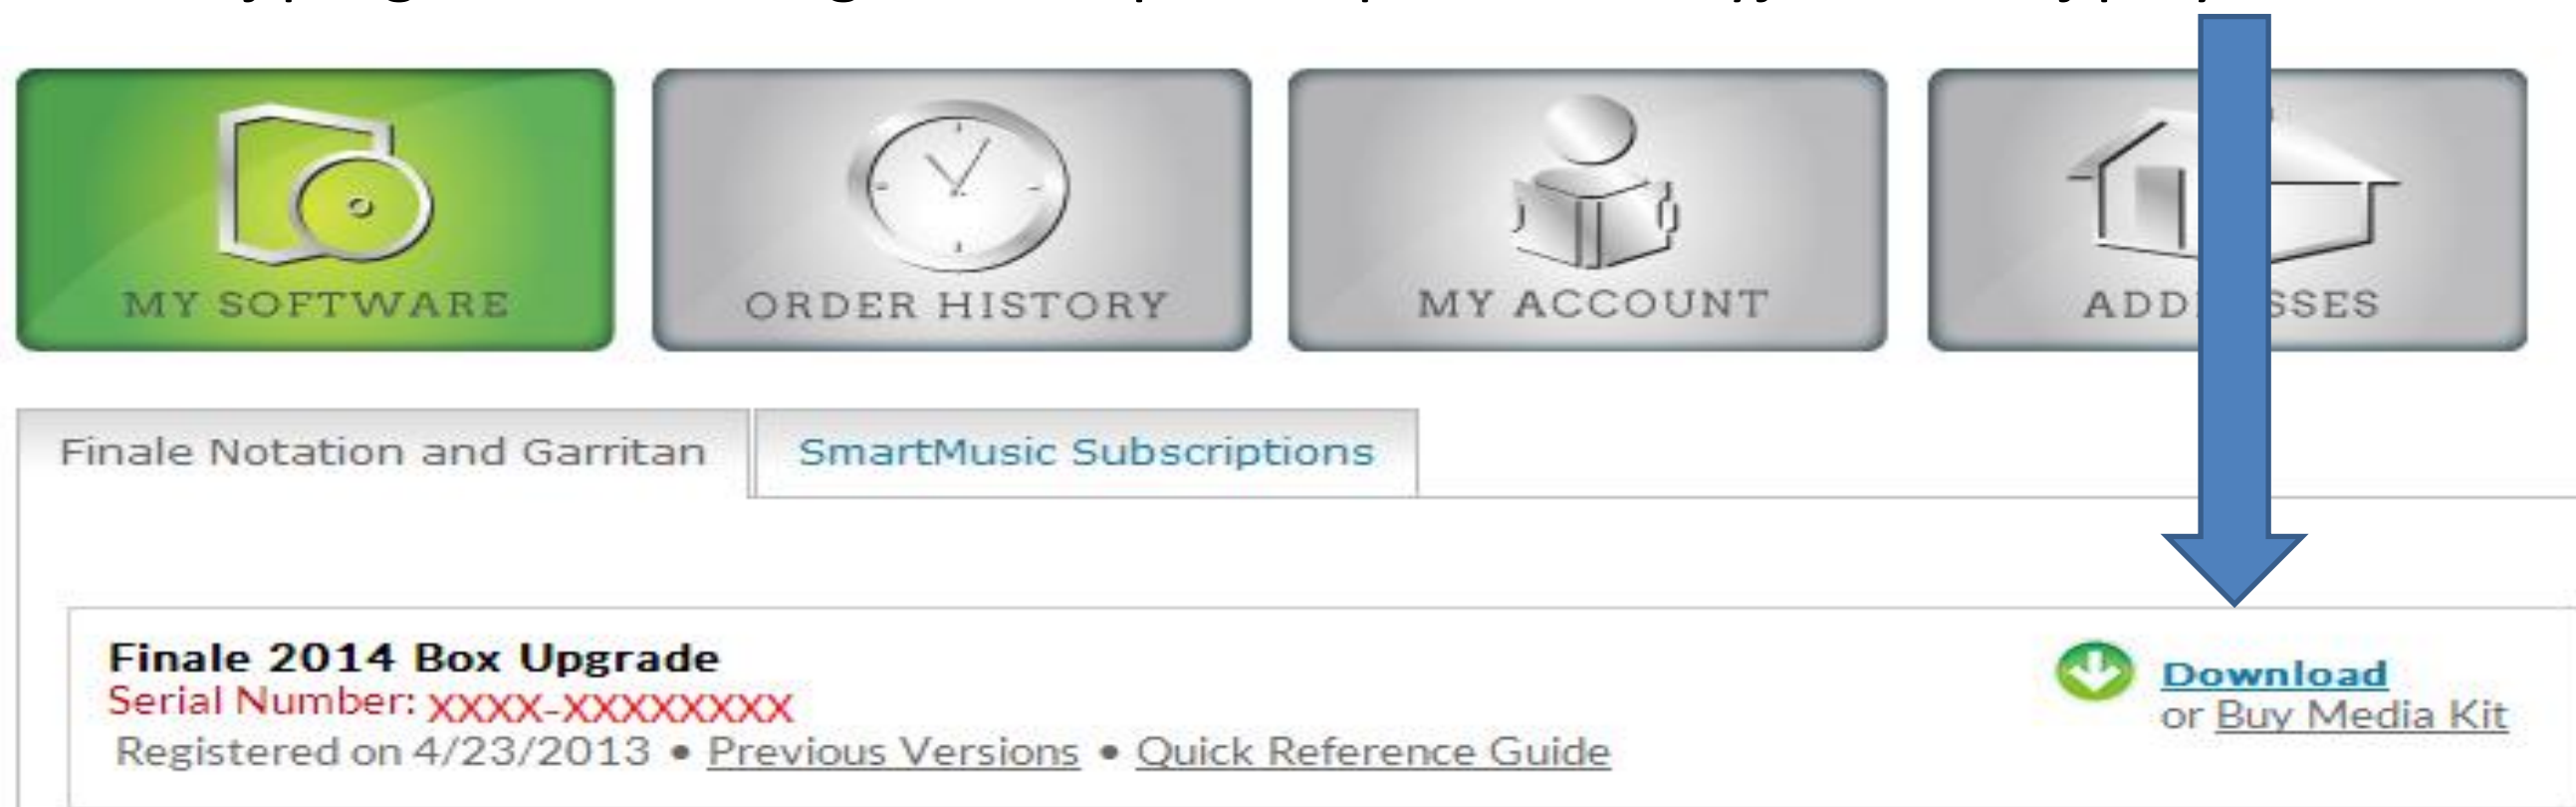 MY SOFTWARE
ORDER HISTORY
MY ACCOUNT
Finale Notation and Garritan
SmartMusic Subscriptions
Finale 2014 Box Upgrade
Serial Number: XXXX-XXXXXXXX
Registered on 4/23/2013 • Previous Versions • Quick Reference Guide
Download
or Buy Media Kit